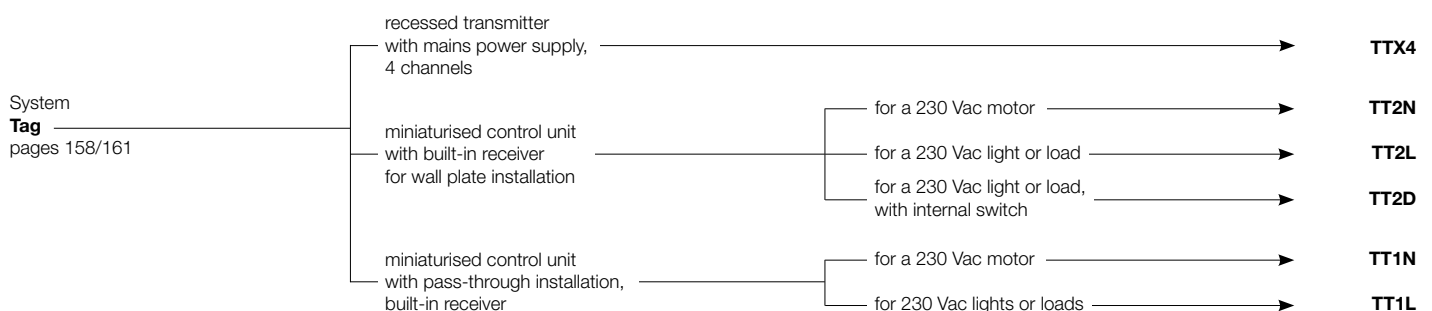 recessed transmitter
with mains power supply,
4 channels
TTX4
System
Tag
pages 158/161
miniaturised control unit
with built-in receiver
for wall plate installation
for a 230 Vac motor
TT2N
for a 230 Vac light or load
TT2L
for a 230 Vac light or load,
with internal switch
TT2D
miniaturised control unit
with pass-through installation,
built-in receiver
for a 230 Vac motor
TT1N
for 230 Vac lights or loads
TT1L